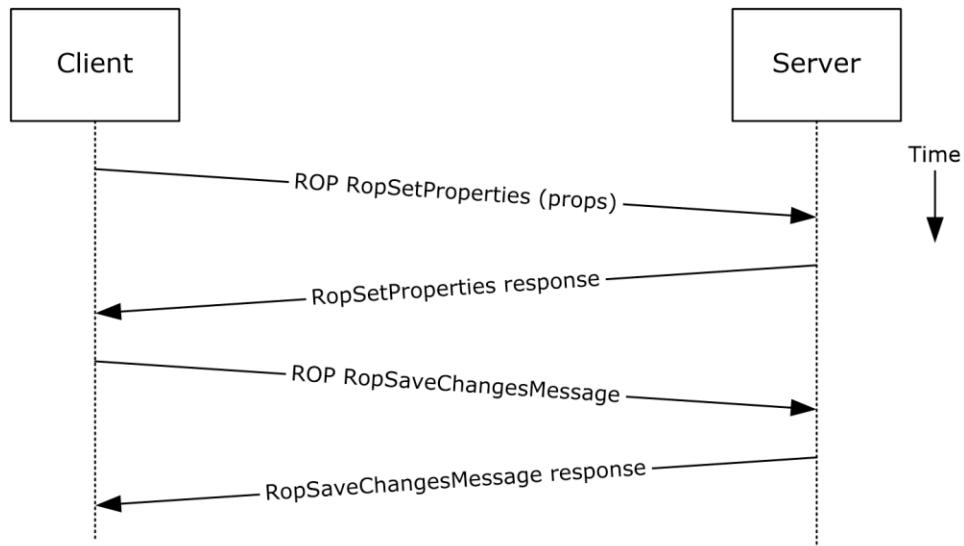 Client
Server
Time
ROP RopSetProperties (props)
RopSetProperties response
ROP RopSaveChangesMessage
RopSaveChangesMessage response